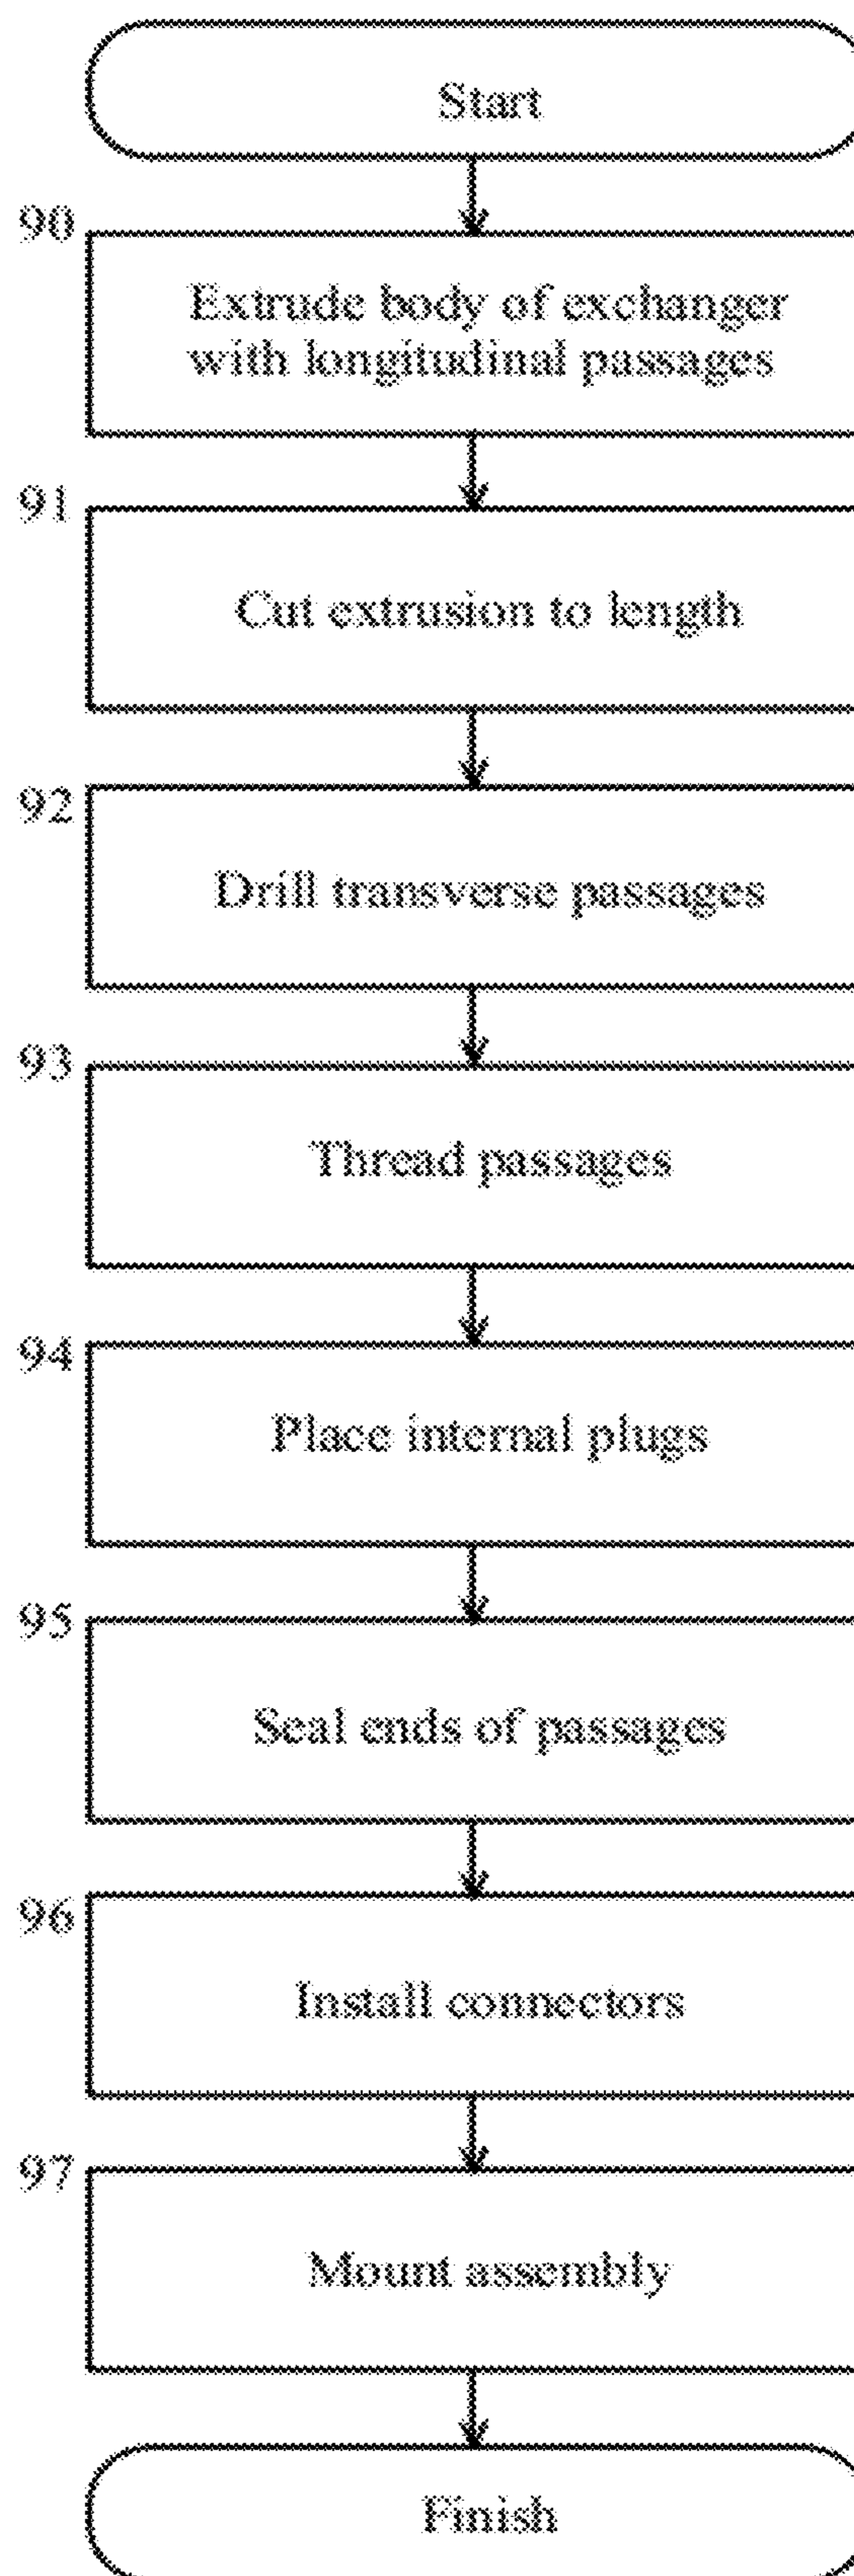 Start
90
Extrude body of exchanger
with longitudinal passages
91
Cut extrusion to length
92
Drill transverse passages
93
Thread passages
94
Place internal plugs
95
Seal ends of passages
96
Install connectors
97
Mount assembly
Finish